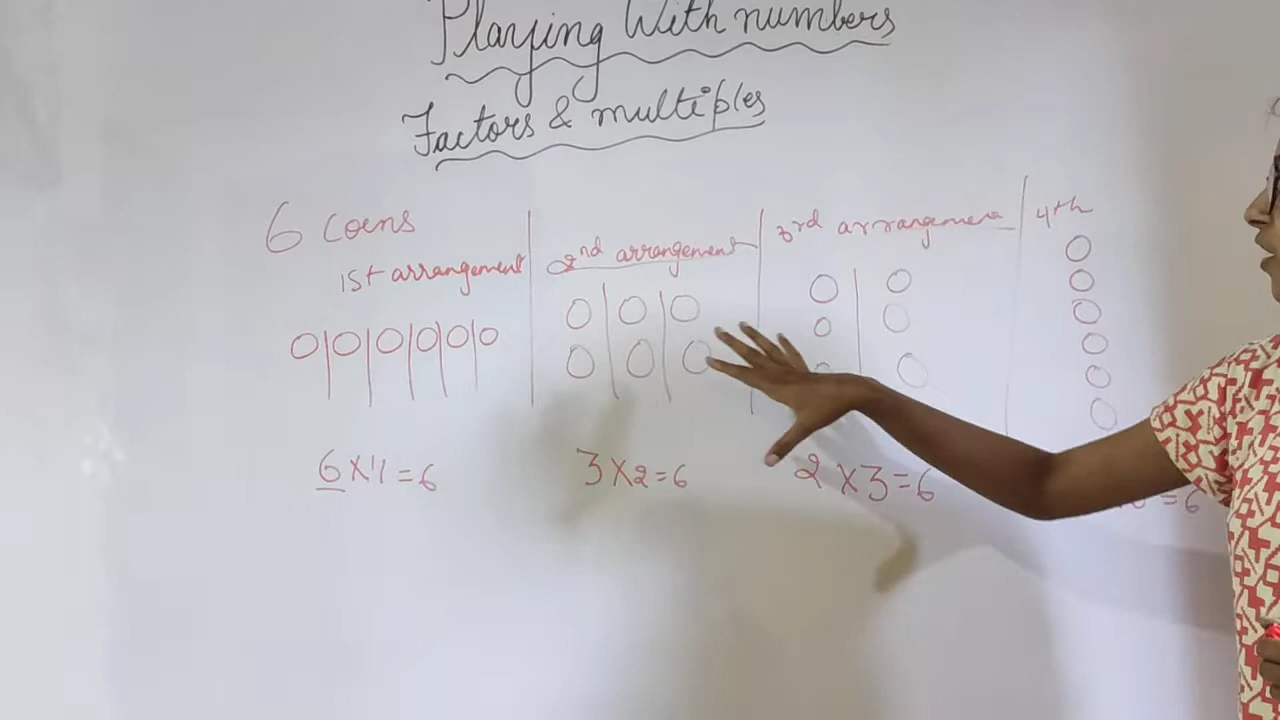 Playing With numbers
Factors & multiples
6 coins
1st arrangement
2nd arrangement
3rd arrangement
4th
6X1=6
3X2=6
2X3=6
=6